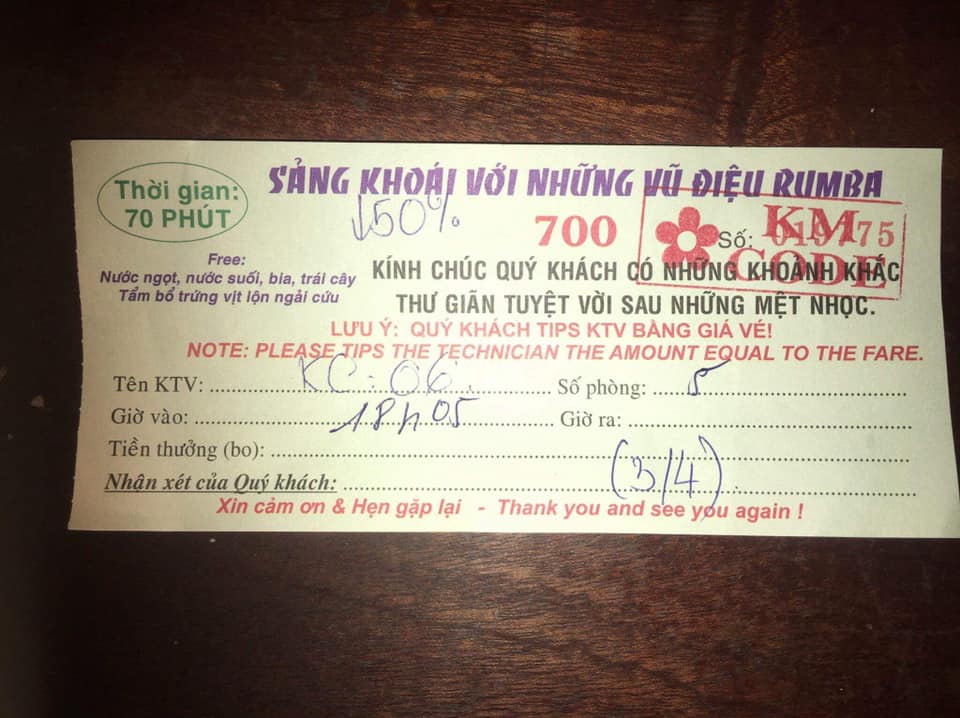 Thời gian:
70 PHÚT
SẢNG KHOÁI VỚI NHỮNG VŨ ĐIỆU RUMBA
↓50%
700
Số:
KM
CODE
Free:
Nước ngọt, nước suối, bia, trái cây
Tẩm bổ trứng vịt lộn ngải cứu
KÍNH CHÚC QUÝ KHÁCH CÓ NHỮNG KHOẢNH KHẮC
THƯ GIÃN TUYỆT VỜI SAU NHỮNG MỆT NHỌC.
LƯU Ý: QUÝ KHÁCH TIPS KTV BẰNG GIÁ VÉ!
NOTE: PLEASE TIPS THE TECHNICIAN THE AMOUNT EQUAL TO THE FARE.
Tên KTV: KC-06. Số phòng: 5
Giờ vào: 18h05 Giờ ra:
Tiền thưởng (bo):
Nhận xét của Quý khách: (3/4)
Xin cảm ơn & Hẹn gặp lại - Thank you and see you again !